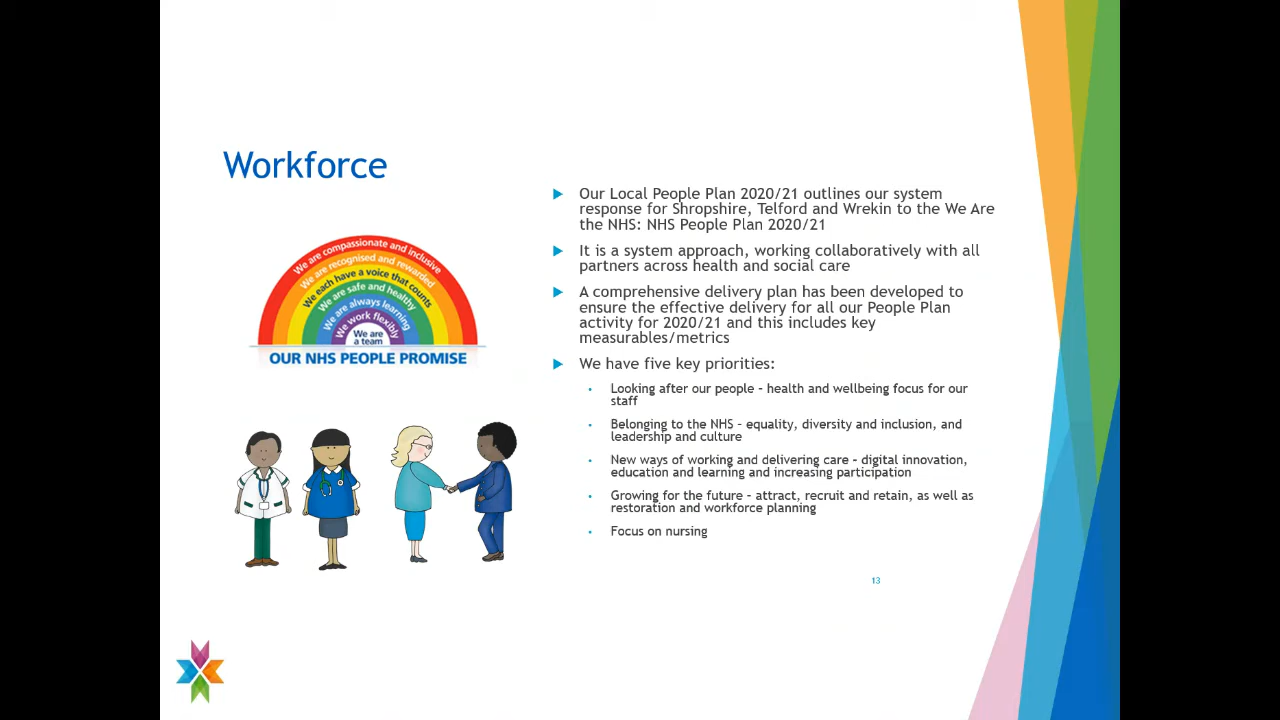 Workforce
We are compassionate and inclusive
We are recognised and rewarded
We each have a voice that counts
We are safe and healthy
We are always learning
We work flexibly
We are
a team
OUR NHS PEOPLE PROMISE
Our Local People Plan 2020/21 outlines our system
response for Shropshire, Telford and Wrekin to the We Are
the NHS: NHS People Plan 2020/21
It is a system approach, working collaboratively with all
partners across health and social care
A comprehensive delivery plan has been developed to
ensure the effective delivery for all our People Plan
activity for 2020/21 and this includes key
measurables/metrics
We have five key priorities:
Looking after our people – health and wellbeing focus for our
staff
Belonging to the NHS – equality, diversity and inclusion, and
leadership and culture
New ways of working and delivering care – digital innovation,
education and learning and increasing participation
Growing for the future – attract, recruit and retain, as well as
restoration and workforce planning
Focus on nursing
13